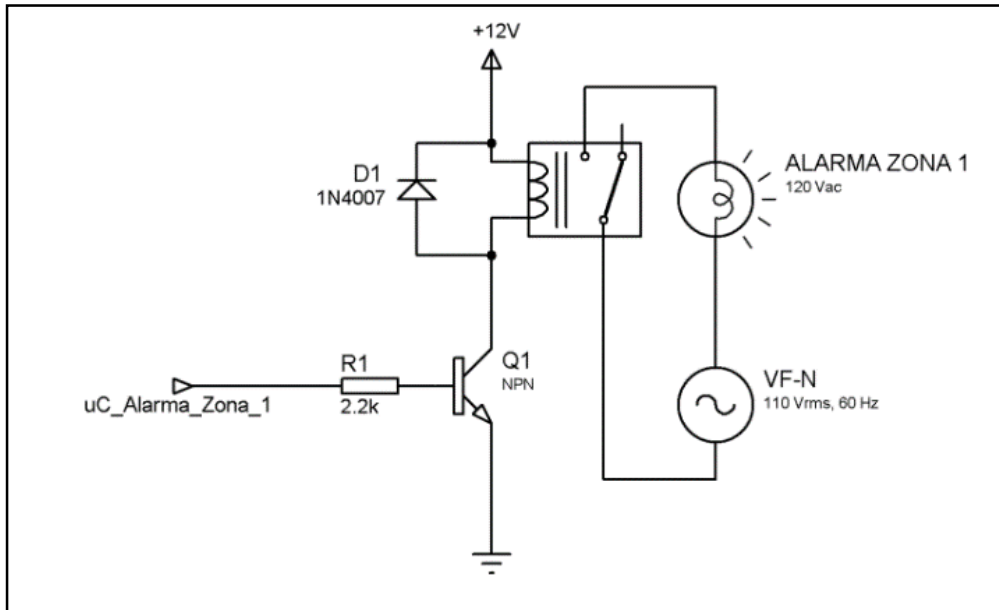 +12V
D1
1N4007
ALARMA ZONA 1
120 Vac
R1
2.2k
uC_Alarma_Zona_1
Q1
NPN
VF-N
110 Vrms, 60 Hz